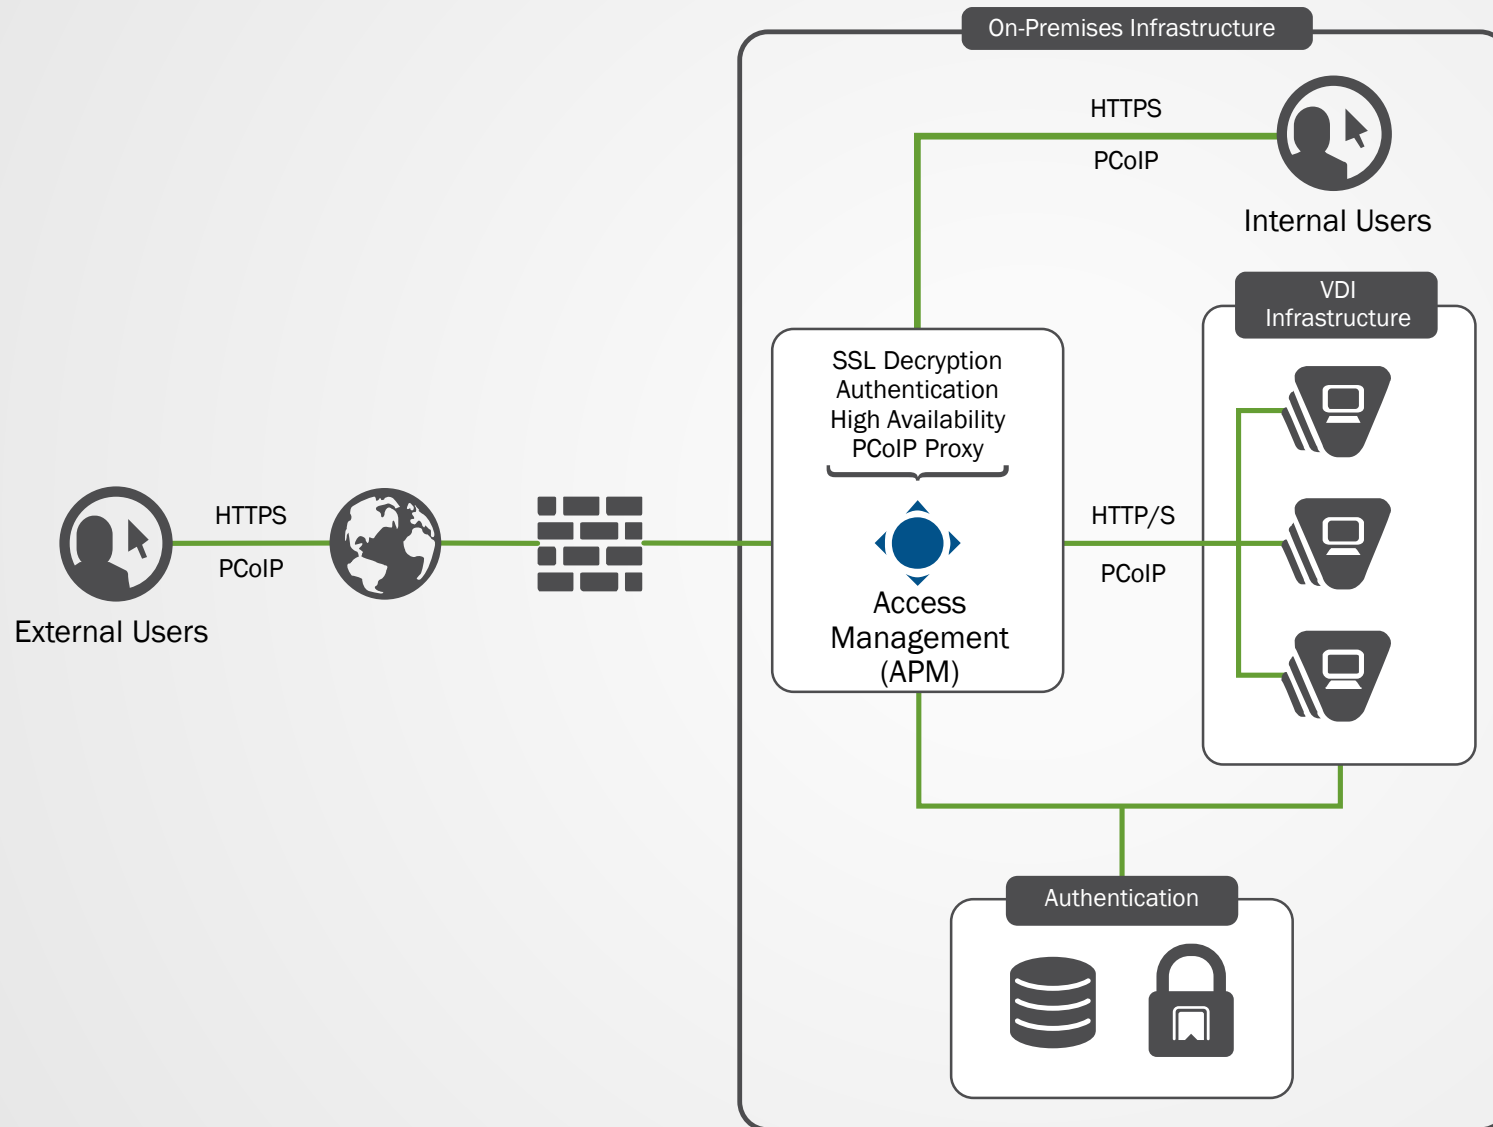 On-Premises Infrastructure
HTTPS
PCoIP
Internal Users
VDI
Infrastructure
SSL Decryption
Authentication
High Availability
PCoIP Proxy
HTTPS
PCoIP
External Users
HTTP/S
PCoIP
Access
Management
(APM)
Authentication